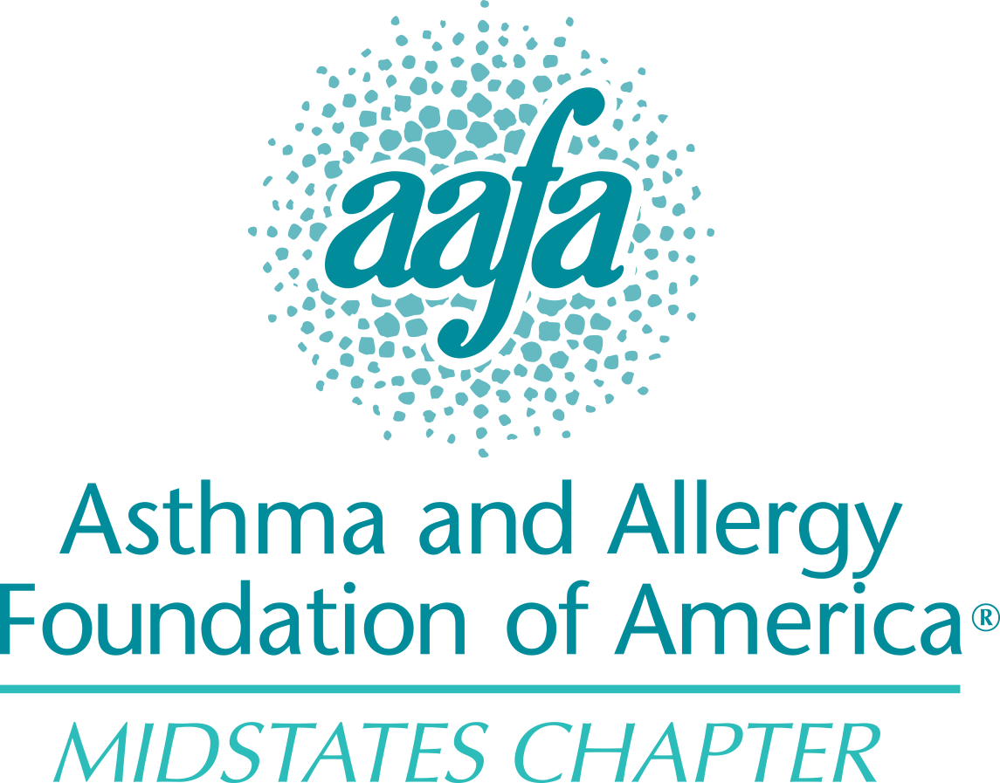 aafa
Asthma and Allergy
Foundation of America®
MIDSTATES CHAPTER